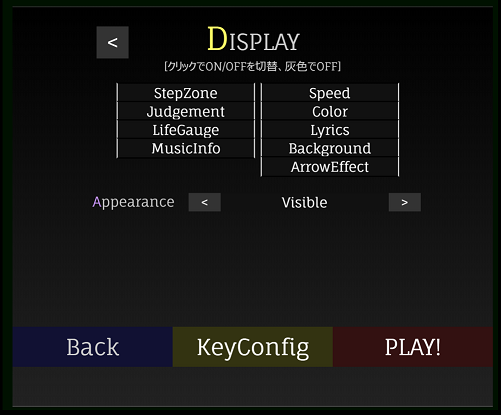 < DISPLAY
[クリックでON/OFFを切替、灰色でOFF]
StepZone Speed
Judgement Color
LifeGauge Lyrics
MusicInfo Background
ArrowEffect
Appearance < Visible >
Back KeyConfig PLAY!